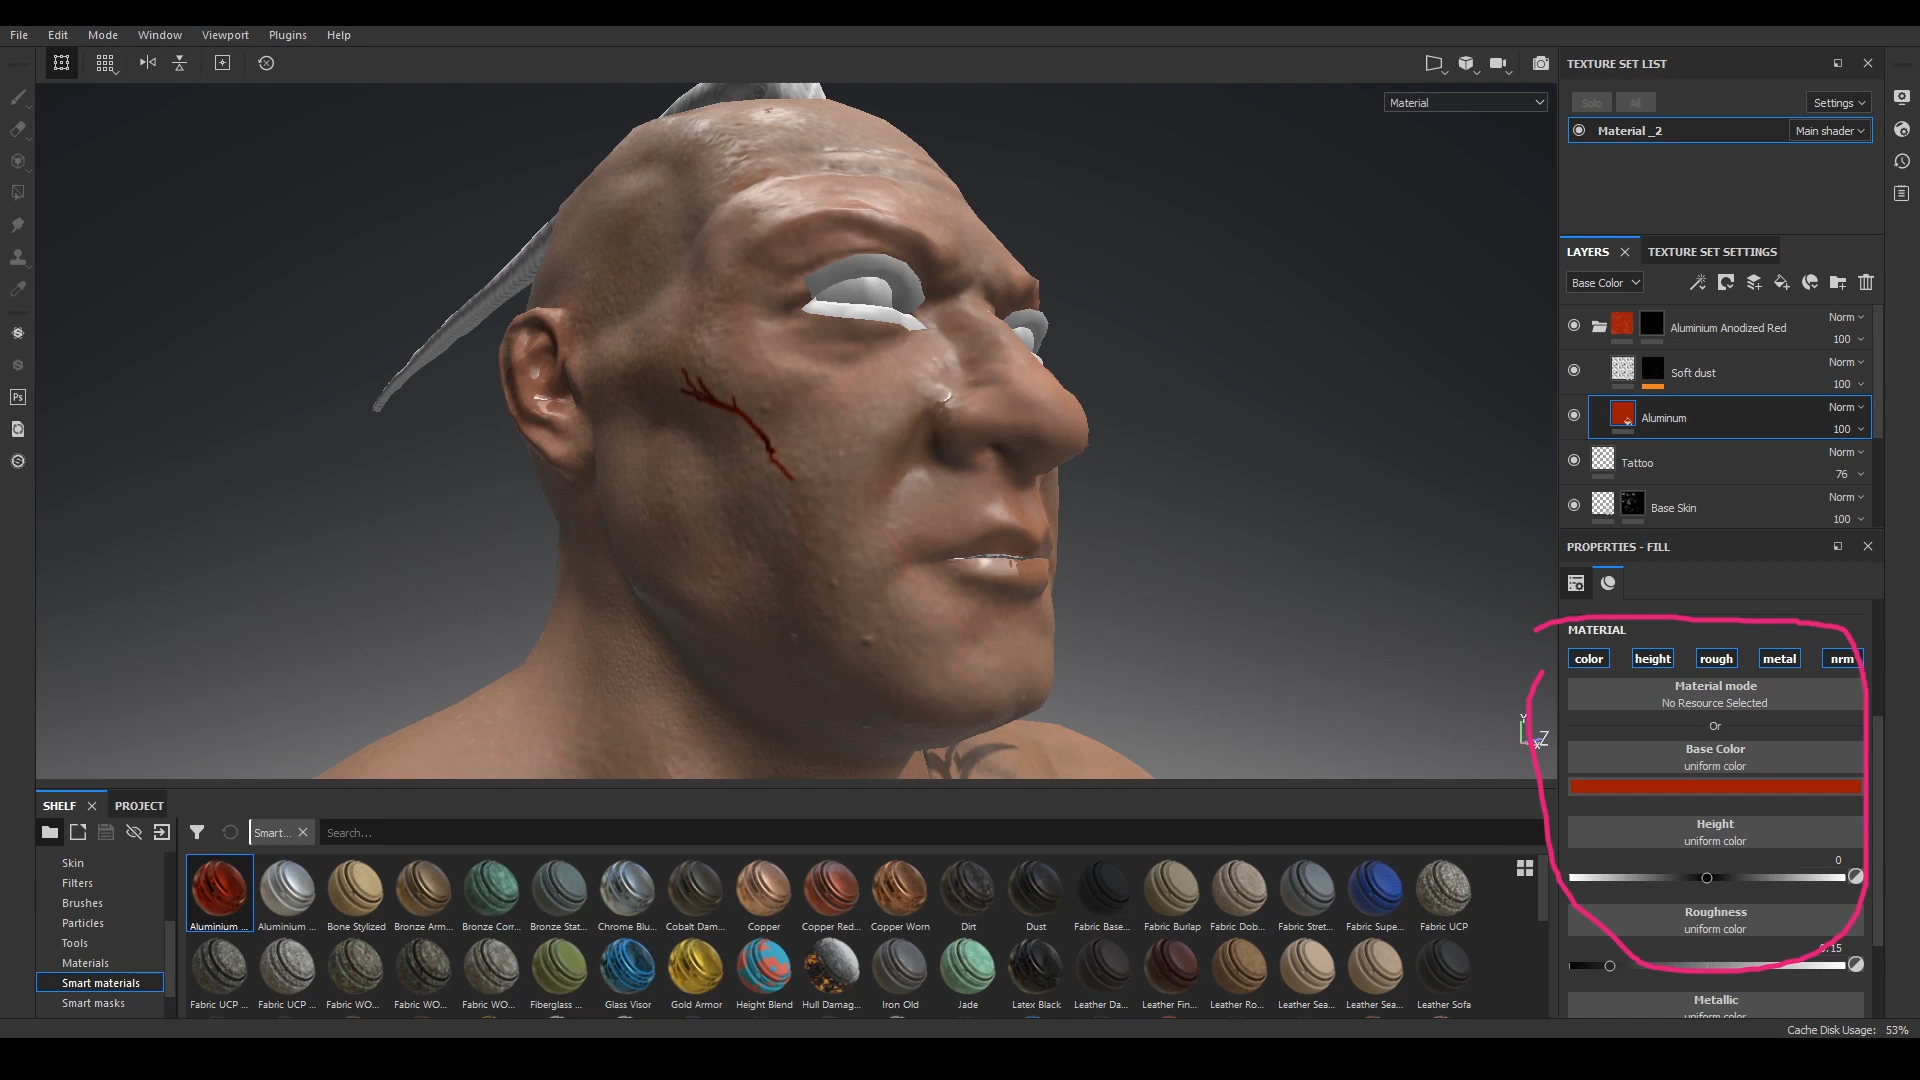 File Edit Mode Window Viewport Plugins Help
Material
TEXTURE SET LIST
Solo All Settings
Material _2 Main shader
LAYERS TEXTURE SET SETTINGS
Base Color
Aluminium Anodized Red Norm 100
Soft dust Norm 100
Aluminum Norm 100
Tattoo Norm 76
Base Skin Norm 100
PROPERTIES - FILL
MATERIAL
color height rough metal nrm
Material mode
No Resource Selected
Or
Base Color
uniform color
Height
uniform color
0
Roughness
uniform color
Metallic
uniform color
Y
Z
X
Ps
SHELF PROJECT
Smart... Search...
Skin
Filters
Brushes
Particles
Tools
Materials
Smart materials
Smart masks
Aluminium ... Aluminium ... Bone Stylized Bronze Arm... Bronze Corr... Bronze Stat... Chrome Blu... Cobalt Dam... Copper Copper Red... Copper Worn Dirt Dust Fabric Base... Fabric Burlap Fabric Dob... Fabric Stret... Fabric Supe... Fabric UCP
Fabric UCP ... Fabric UCP ... Fabric WO... Fabric WO... Fabric WO... Fiberglass ... Glass Visor Gold Armor Height Blend Hull Damag... Iron Old Jade Latex Black Leather Da... Leather Fin... Leather Ro... Leather Sea... Leather Sea... Leather Sofa
Cache Disk Usage: 53%